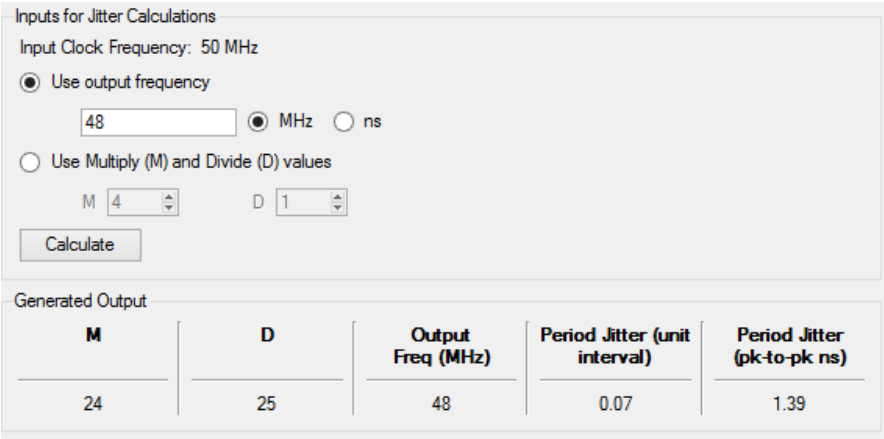 Inputs for Jitter Calculations
Input Clock Frequency: 50 MHz
Use output frequency
48 MHz ns
Use Multiply (M) and Divide (D) values
M 4 D 1
Calculate
Generated Output
M D Output Freq (MHz) Period Jitter (unit interval) Period Jitter (pk-to-pk ns)
24 25 48 0.07 1.39